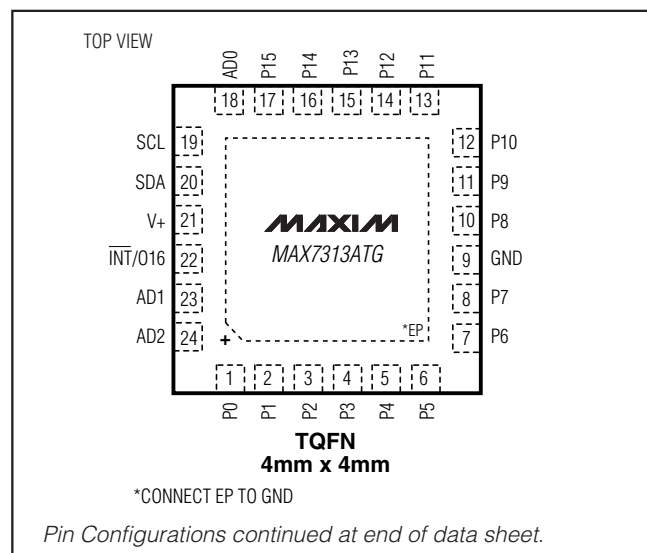 TOP VIEW
AD0 P15 P14 P13 P12 P11
18 17 16 15 14 13
SCL 19 12 P10
SDA 20 11 P9
V+ 21 10 P8
MAXIM
MAX7313ATG
INT/O16 22 9 GND
AD1 23 8 P7
AD2 24 + *EP 7 P6
1 2 3 4 5 6
P0 P1 P2 P3 P4 P5
TQFN
4mm x 4mm
*CONNECT EP TO GND
Pin Configurations continued at end of data sheet.